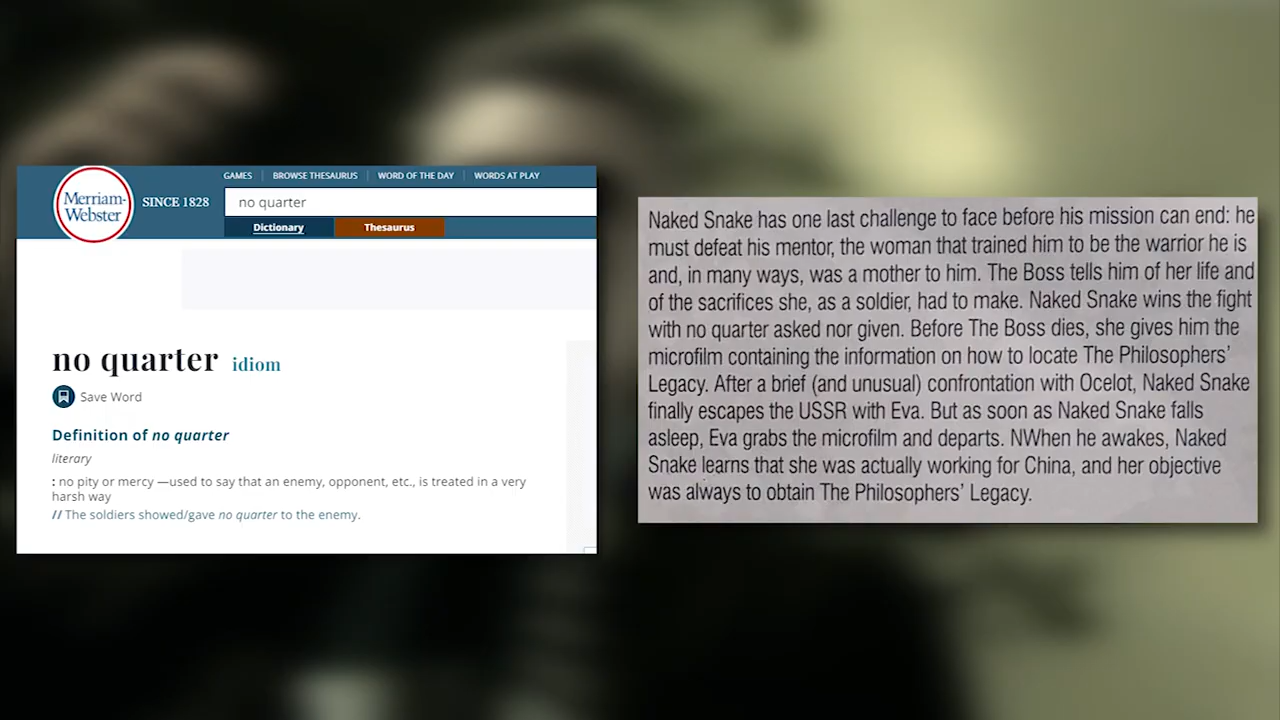 GAMES | BROWSE THESAURUS | WORD OF THE DAY | WORDS AT PLAY
Merriam-
Webster
SINCE 1828
no quarter
Dictionary Thesaurus
no quarter idiom
Save Word
Definition of no quarter
literary
: no pity or mercy —used to say that an enemy, opponent, etc., is treated in a very
harsh way
// The soldiers showed/gave no quarter to the enemy.
Naked Snake has one last challenge to face before his mission can end: he
must defeat his mentor, the woman that trained him to be the warrior he is
and, in many ways, was a mother to him. The Boss tells him of her life and
of the sacrifices she, as a soldier, had to make. Naked Snake wins the fight
with no quarter asked nor given. Before The Boss dies, she gives him the
microfilm containing the information on how to locate The Philosophers'
Legacy. After a brief (and unusual) confrontation with Ocelot, Naked Snake
finally escapes the USSR with Eva. But as soon as Naked Snake falls
asleep, Eva grabs the microfilm and departs. NWhen he awakes, Naked
Snake learns that she was actually working for China, and her objective
was always to obtain The Philosophers' Legacy.